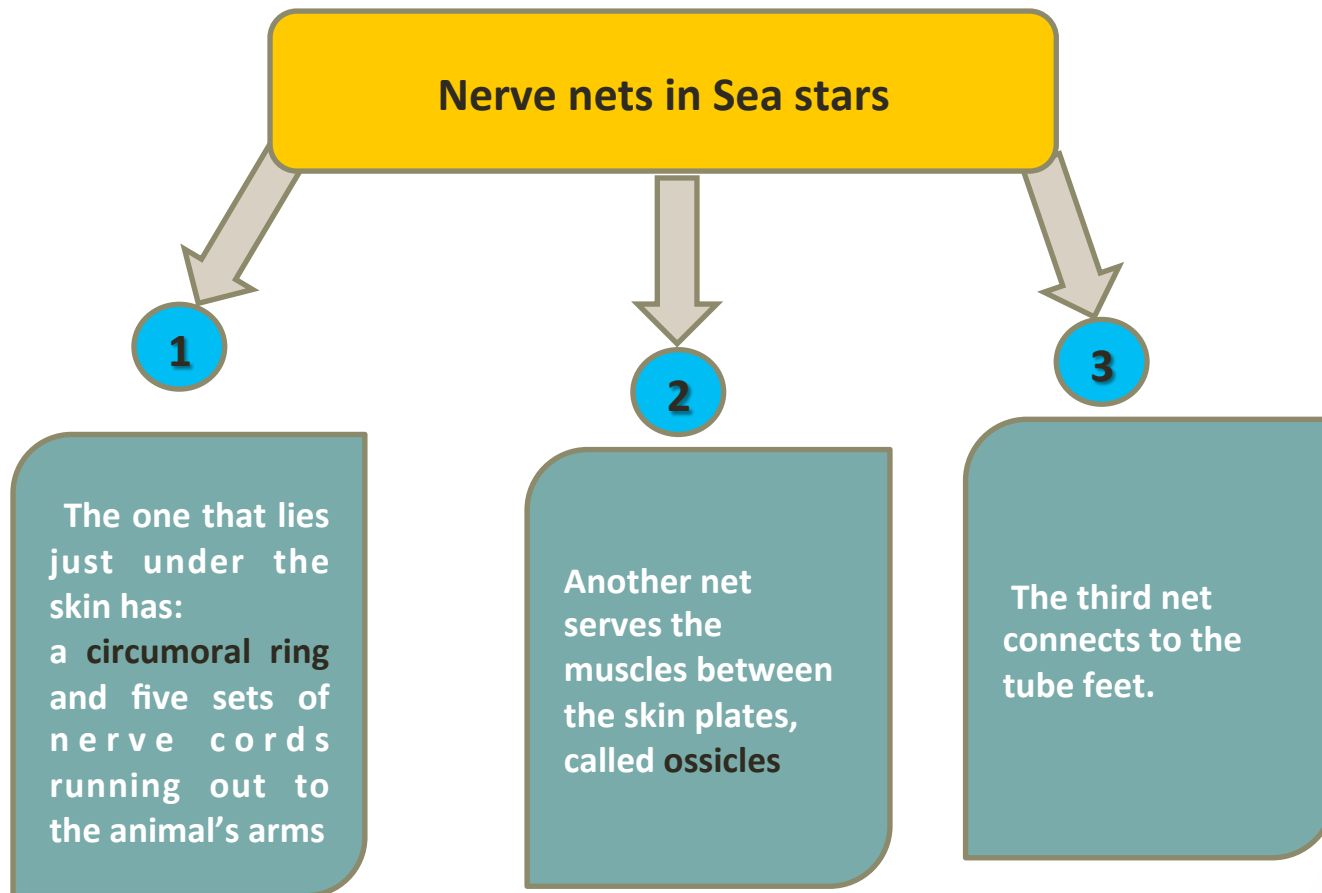 Nerve nets in Sea stars
1
The one that lies
just under the
skin has:
a circumoral ring
and five sets of
nerve cords
running out to
the animal's arms
2
Another net
serves the
muscles between
the skin plates,
called ossicles
3
The third net
connects to the
tube feet.